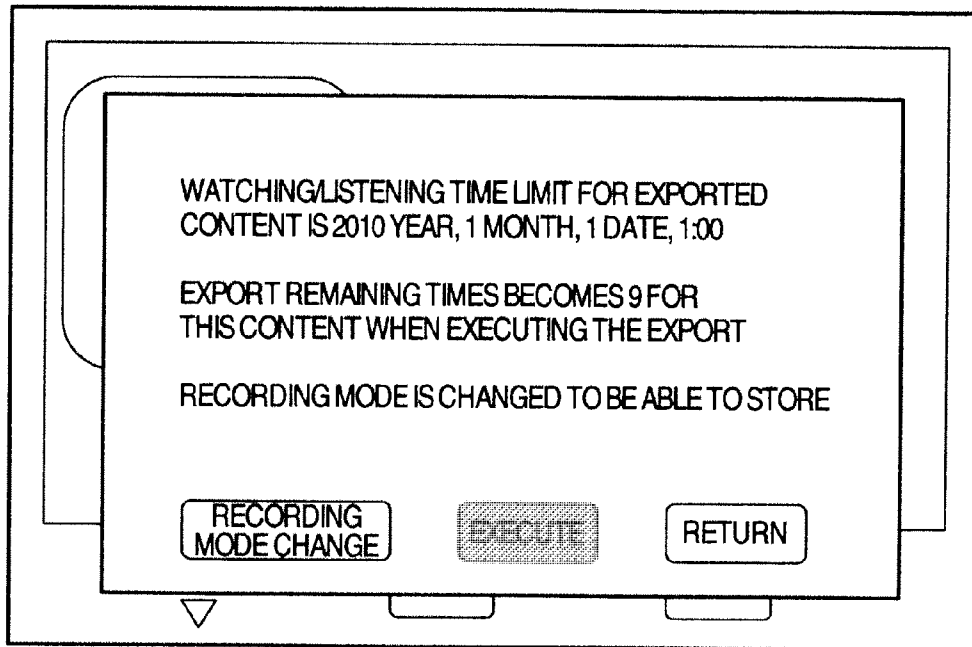 WATCHING/LISTENING TIME LIMIT FOR EXPORTED
CONTENT IS 2010 YEAR, 1 MONTH, 1 DATE, 1:00
EXPORT REMAINING TIMES BECOMES 9 FOR
THIS CONTENT WHEN EXECUTING THE EXPORT
RECORDING MODE IS CHANGED TO BE ABLE TO STORE
RECORDING
MODE CHANGE
EXECUTE
RETURN